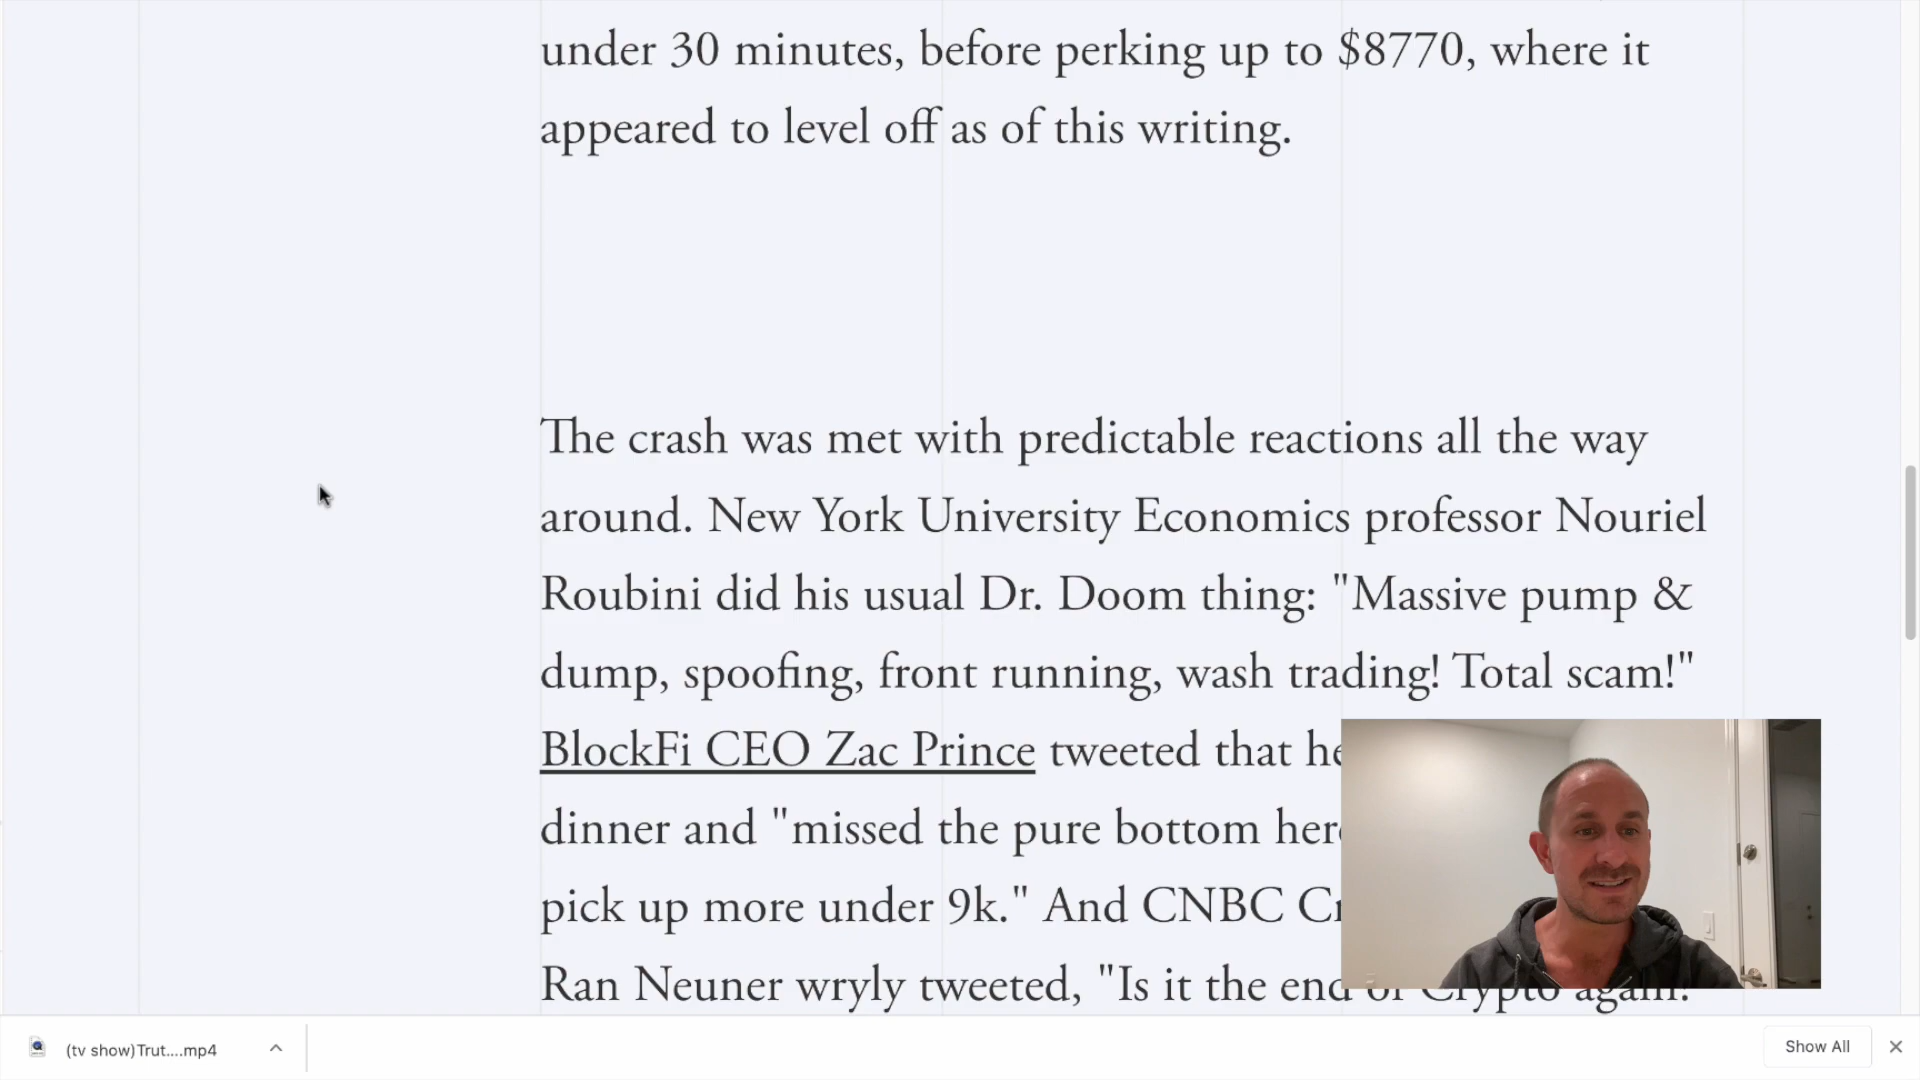 under 30 minutes, before perking up to $8770, where it
appeared to level off as of this writing.
The crash was met with predictable reactions all the way
around. New York University Economics professor Nouriel
Roubini did his usual Dr. Doom thing: "Massive pump &
dump, spoofing, front running, wash trading! Total scam!"
BlockFi CEO Zac Prince tweeted that he
dinner and "missed the pure bottom here
pick up more under 9k." And CNBC
Ran Neuner wryly tweeted, "Is it the end of Crypto again?
(tv show)Trut....mp4
Show All